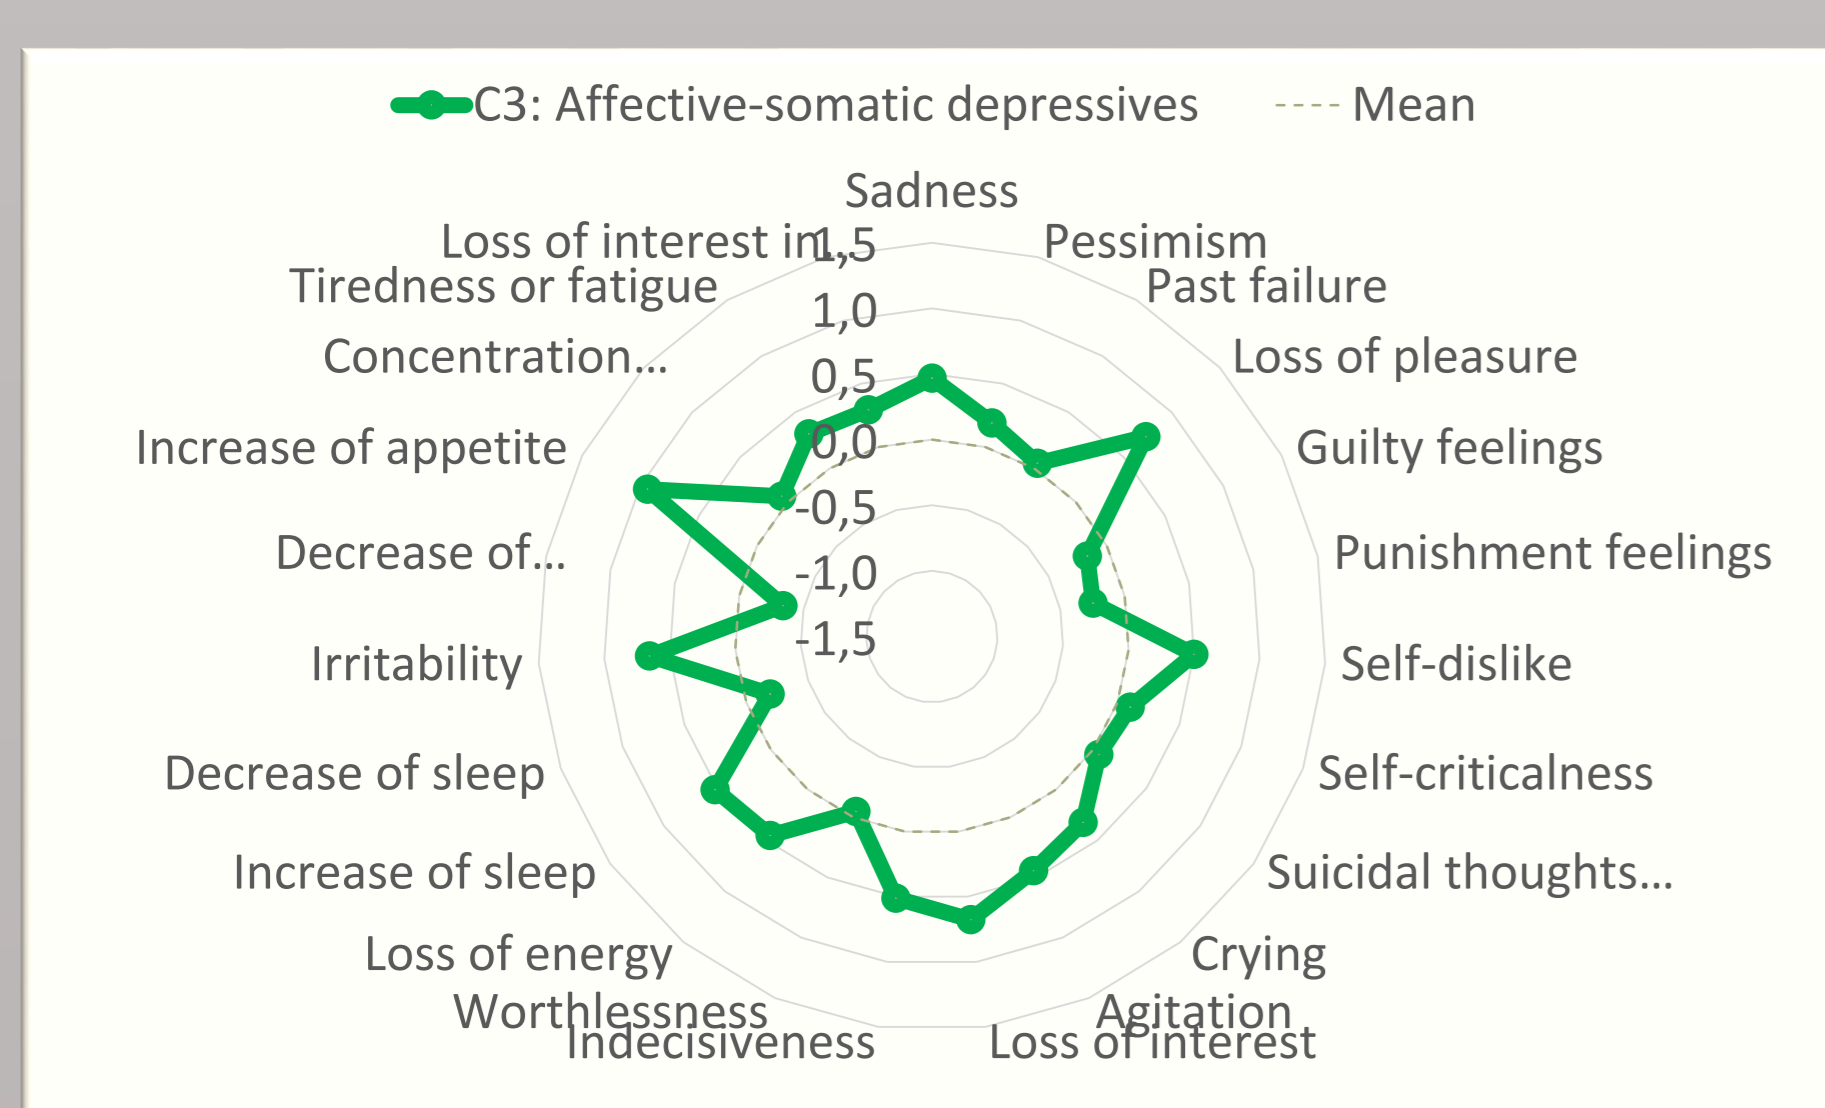 C3: Affective-somatic depressives
Mean
Sadness
Pessimism
Past failure
Loss of pleasure
Guilty feelings
Punishment feelings
Self-dislike
Self-criticalness
Suicidal thoughts...
Crying
Agitation
Loss of interest
Indecisiveness
Worthlessness
Loss of energy
Increase of sleep
Decrease of sleep
Irritability
Decrease of...
Increase of appetite
Concentration...
Tiredness or fatigue
Loss of interest in...
1,5
1,0
0,5
0,0
-0,5
-1,0
-1,5